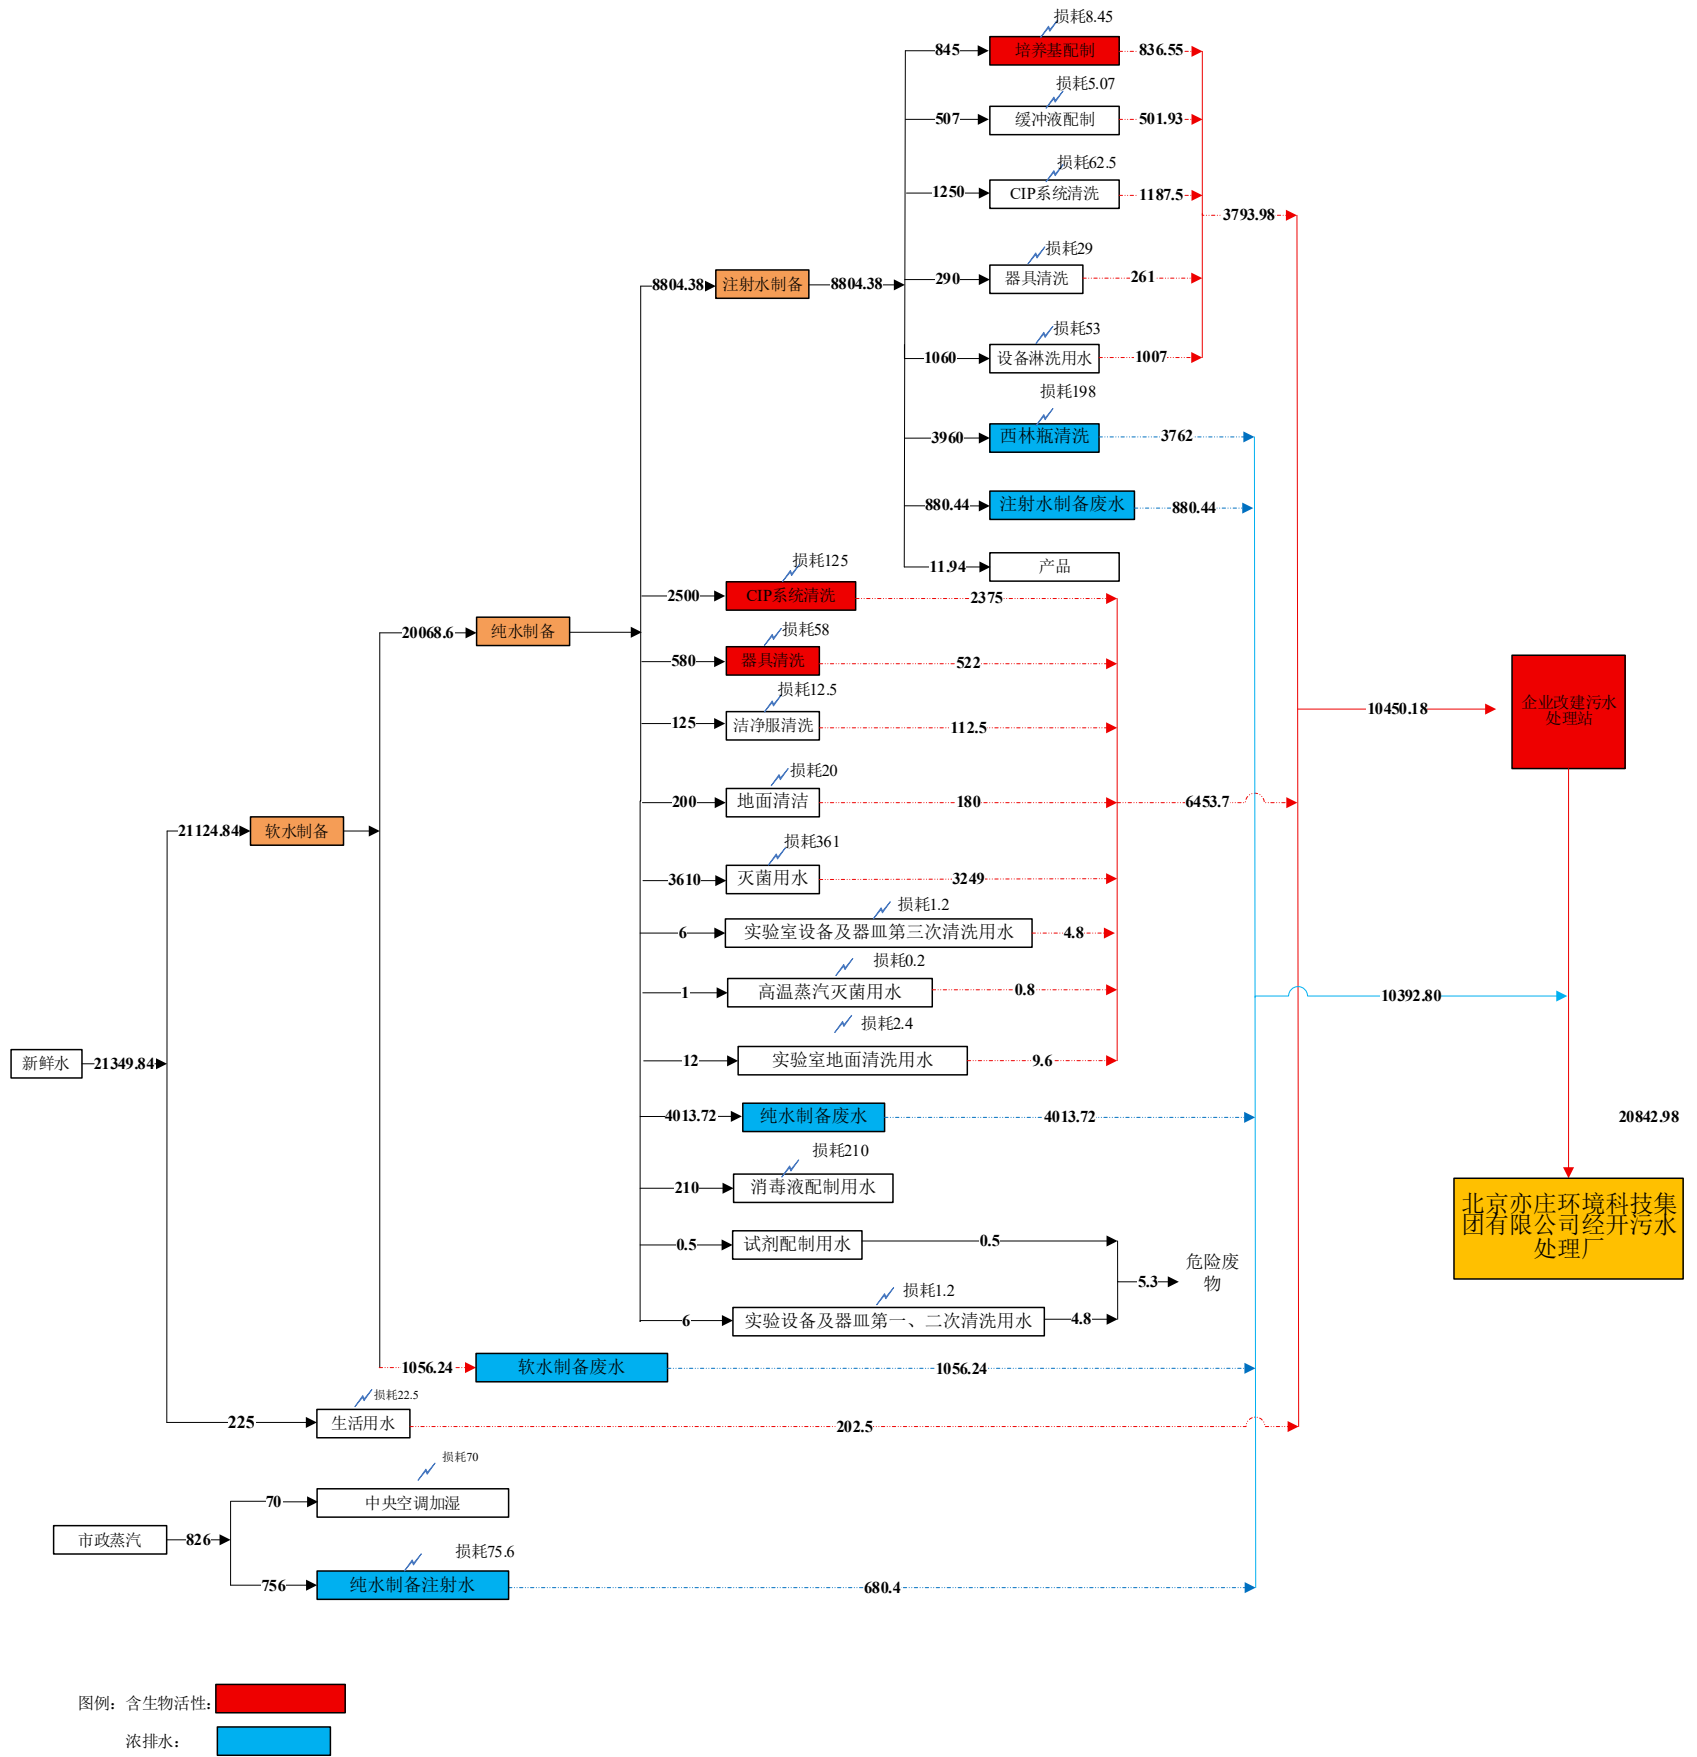 损耗8.45
845
培养基配制
836.55
损耗5.07
507
缓冲液配制
501.93
损耗62.5
1250
CIP系统清洗
1187.5
3793.98
损耗29
8804.38
注射水制备
8804.38
290
器具清洗
261
损耗53
1060
设备淋洗用水
1007
损耗198
3960
西林瓶清洗
3762
880.44
注射水制备废水
880.44
11.94
产品
损耗125
2500
CIP系统清洗
2375
20068.6
纯水制备
损耗58
580
器具清洗
522
损耗12.5
125
洁净服清洗
112.5
10450.18
企业改建污水
处理站
损耗20
200
地面清洁
180
6453.7
21124.84
软水制备
损耗361
3610
灭菌用水
3249
损耗1.2
6
实验室设备及器皿第三次清洗用水
4.8
损耗0.2
1
高温蒸汽灭菌用水
0.8
10392.80
损耗2.4
12
实验室地面清洗用水
9.6
新鲜水
21349.84
4013.72
纯水制备废水
4013.72
20842.98
损耗210
210
消毒液配制用水
北京亦庄环境科技集
团有限公司经开污水
处理厂
0.5
试剂配制用水
0.5
危险废
物
5.3
损耗1.2
6
实验设备及器皿第一、二次清洗用水
4.8
1056.24
软水制备废水
1056.24
损耗22.5
225
生活用水
202.5
损耗70
70
中央空调加湿
市政蒸汽
826
损耗75.6
756
纯水制备注射水
680.4
图例：含生物活性：
浓排水：